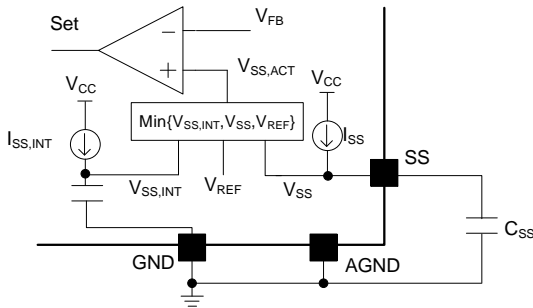 Set
V_FB
V_SS,ACT
V_CC
V_CC
Min{V_SS,INT,V_SS,V_REF}
I_SS,INT
I_SS
SS
V_SS,INT
V_REF
V_SS
C_SS
GND
AGND